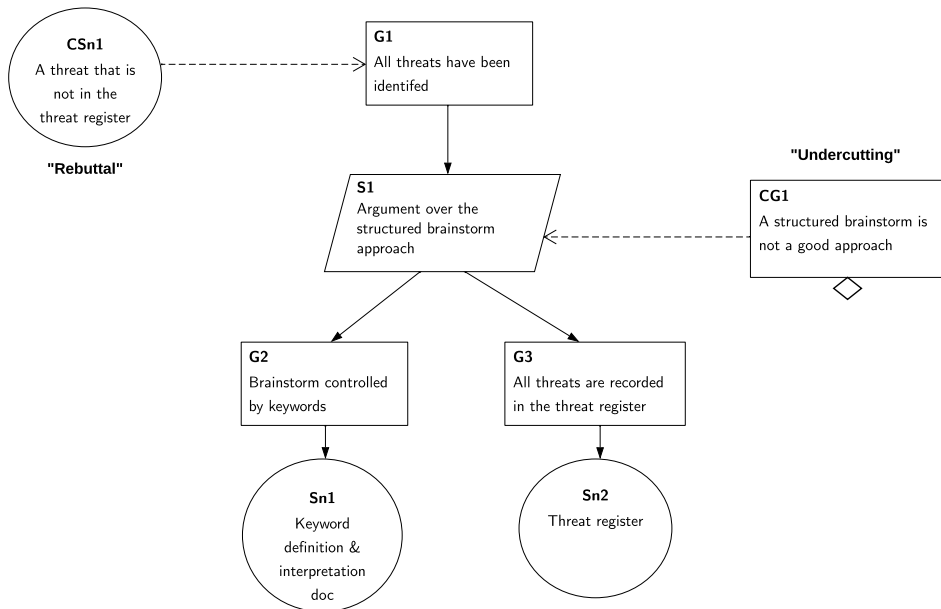 CSn1
A threat that is
not in the
threat register
"Rebuttal"
G1
All threats have been
identifed
S1
Argument over the
structured brainstorm
approach
"Undercutting"
CG1
A structured brainstorm is
not a good approach
G2
Brainstorm controlled
by keywords
G3
All threats are recorded
in the threat register
Sn1
Keyword
definition &
interpretation
doc
Sn2
Threat register